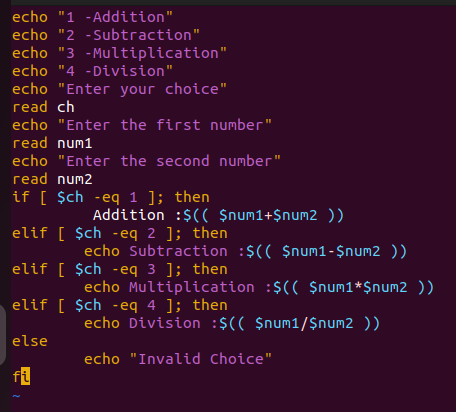 echo "1 -Addition"
echo "2 -Subtraction"
echo "3 -Multiplication"
echo "4 -Division"
echo "Enter your choice"
read ch
echo "Enter the first number"
read num1
echo "Enter the second number"
read num2
if [ $ch -eq 1 ]; then
         Addition :$(( $num1+$num2 ))
elif [ $ch -eq 2 ]; then
        echo Subtraction :$(( $num1-$num2 ))
elif [ $ch -eq 3 ]; then
        echo Multiplication :$(( $num1*$num2 ))
elif [ $ch -eq 4 ]; then
        echo Division :$(( $num1/$num2 ))
else
        echo "Invalid Choice"
fi
~